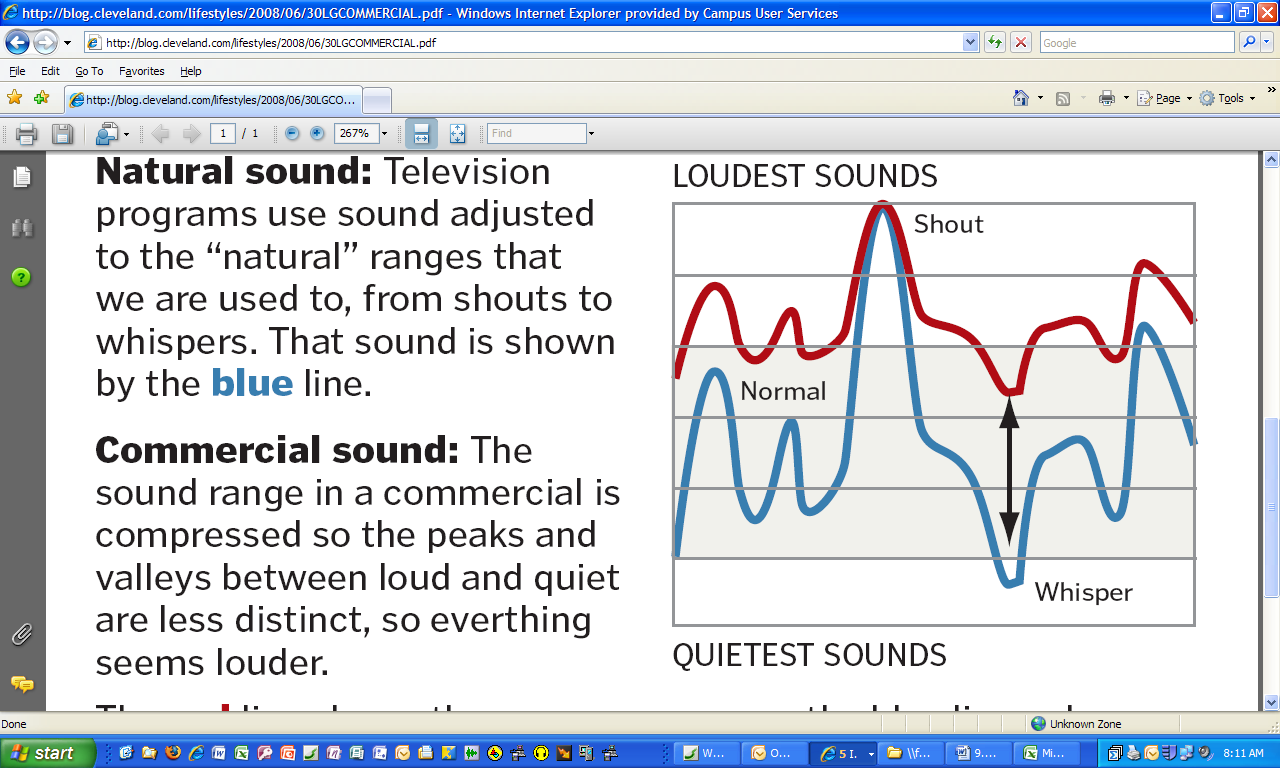 http://blog.cleveland.com/lifestyles/2008/06/30LGCOMMERCIAL.pdf - Windows Internet Explorer provided by Campus User Services
http://blog.cleveland.com/lifestyles/2008/06/30LGCOMMERCIAL.pdf
Google
File Edit Go To Favorites Help
http://blog.cleveland.com/lifestyles/2008/06/30LGCO...
Page Tools
1 / 1 267% Find
Natural sound: Television
programs use sound adjusted
to the “natural” ranges that
we are used to, from shouts to
whispers. That sound is shown
by the blue line.
Commercial sound: The
sound range in a commercial is
compressed so the peaks and
valleys between loud and quiet
are less distinct, so everthing
seems louder.
LOUDEST SOUNDS
Shout
Normal
Whisper
QUIETEST SOUNDS
Done
Unknown Zone
start
W...
O...
5 I.
\\f...
9....
Mi...
8:11 AM